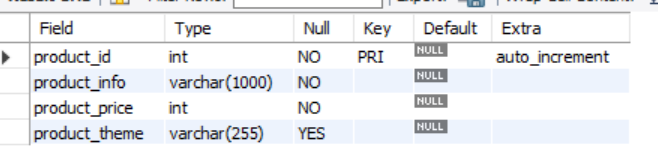 Field Type Null Key Default Extra
product_id int NO PRI NULL auto_increment
product_info varchar(1000) NO NULL
product_price int NO NULL
product_theme varchar(255) YES NULL